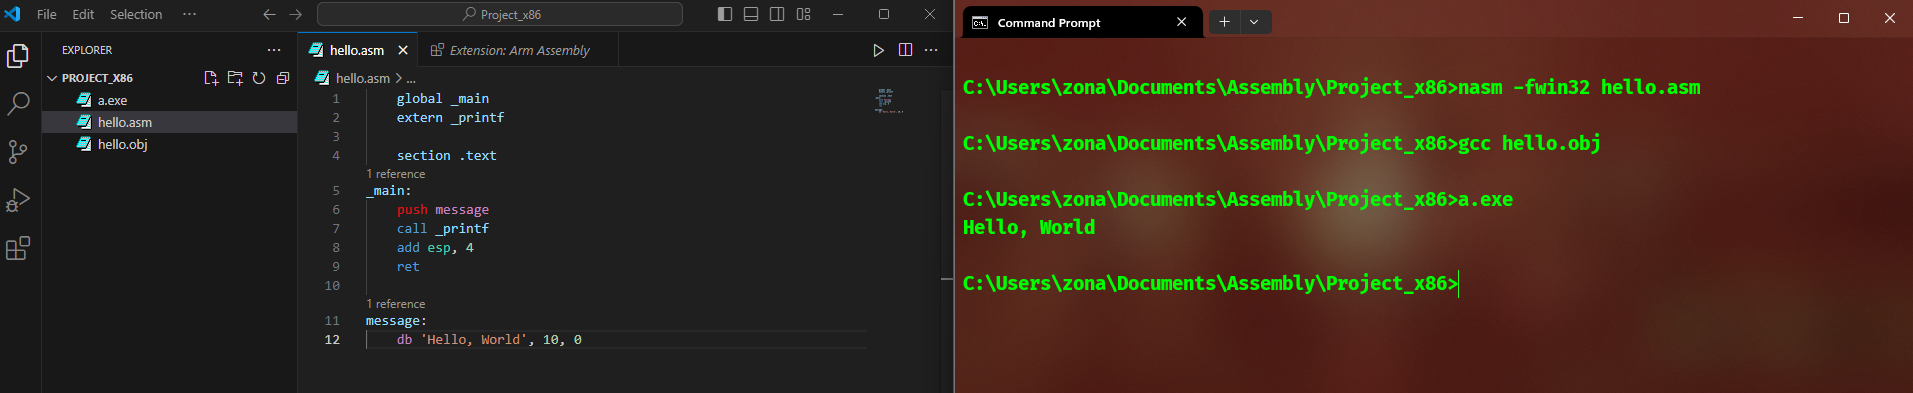 File Edit Selection ··· Project_x86
EXPLORER ···
PROJECT_X86
a.exe
hello.asm
hello.obj
hello.asm Extension: Arm Assembly ···
hello.asm > ...
1 global _main
2 extern _printf
3
4 section .text
1 reference
5 _main:
6 push message
7 call _printf
8 add esp, 4
9 ret
10
1 reference
11 message:
12 db 'Hello, World', 10, 0
Command Prompt
C:\Users\zona\Documents\Assembly\Project_x86>nasm -fwin32 hello.asm
C:\Users\zona\Documents\Assembly\Project_x86>gcc hello.obj
C:\Users\zona\Documents\Assembly\Project_x86>a.exe
Hello, World
C:\Users\zona\Documents\Assembly\Project_x86>